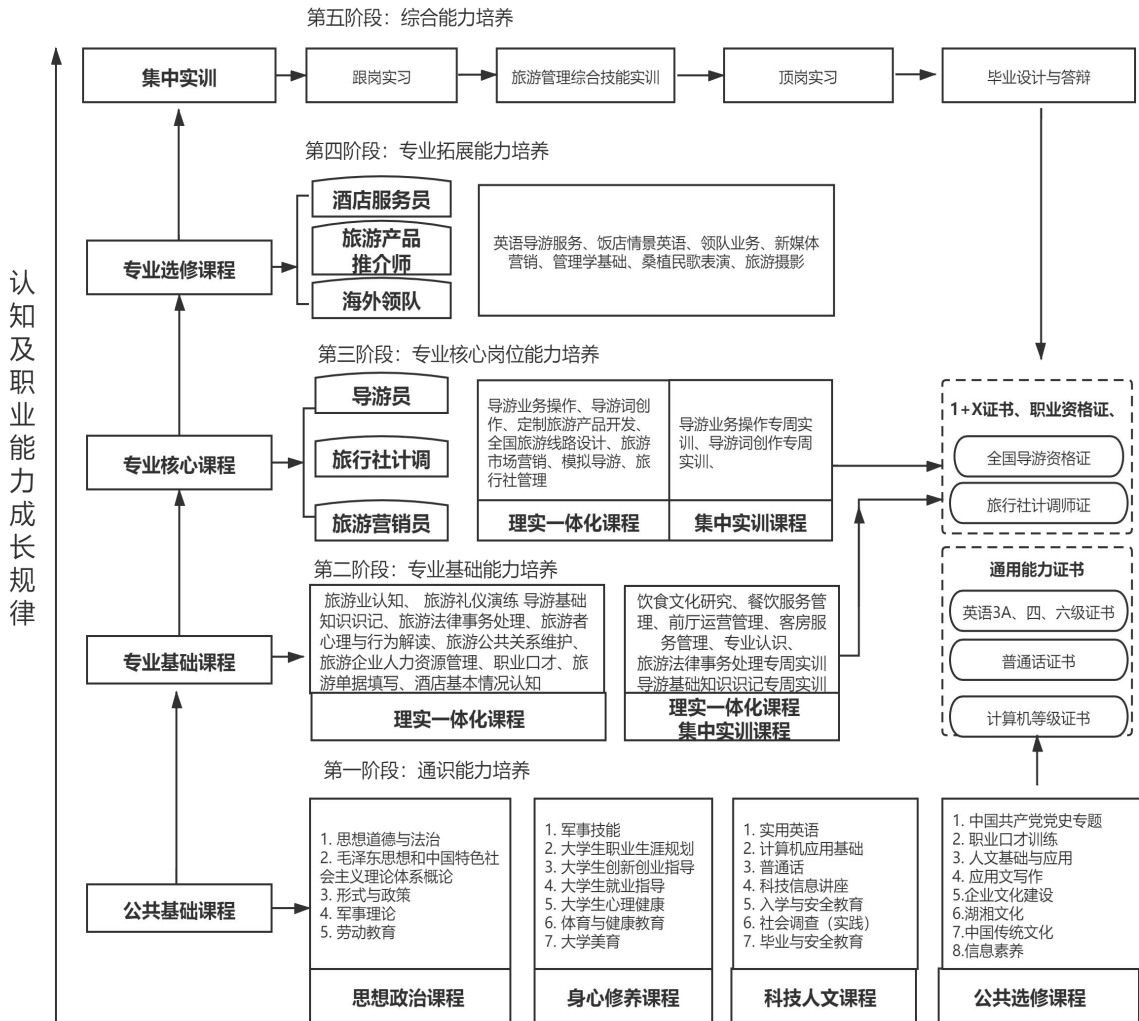 第五阶段：综合能力培养
集中实训
跟岗实习
旅游管理综合技能实训
顶岗实习
毕业设计与答辩
第四阶段：专业拓展能力培养
专业选修课程
酒店服务员
旅游产品
推介师
海外领队
英语导游服务、饭店情景英语、领队业务、新媒体
营销、管理学基础、桑植民歌表演、旅游摄影
认知及职业能力成长规律
第三阶段：专业核心岗位能力培养
专业核心课程
导游员
旅行社计调
旅游营销员
导游业务操作、导游词创
作、定制旅游产品开发、
全国旅游线路设计、旅游
市场营销、模拟导游、旅
行社管理
理实一体化课程
导游业务操作专周实
训、导游词创作专周
实训、
集中实训课程
1+X证书、职业资格证、
全国导游资格证
旅行社计调师证
通用能力证书
英语3A、四、六级证书
普通话证书
计算机等级证书
第二阶段：专业基础能力培养
专业基础课程
旅游业认知、 旅游礼仪演练 导游基础
知识识记、旅游法律事务处理、旅游者
心理与行为解读、旅游公共关系维护、
旅游企业人力资源管理、职业口才、旅
游单据填写、酒店基本情况认知
理实一体化课程
饮食文化研究、餐饮服务管
理、前厅运营管理、客房服
务管理、专业认识、
旅游法律事务处理专周实训
导游基础知识识记专周实训
理实一体化课程
集中实训课程
第一阶段：通识能力培养
公共基础课程
1. 思想道德与法治
2. 毛泽东思想和中国特色社
会主义理论体系概论
3. 形式与政策
4. 军事理论
5. 劳动教育
思想政治课程
1. 军事技能
2. 大学生职业生涯规划
3. 大学生创新创业指导
4. 大学生就业指导
5. 大学生心理健康
6. 体育与健康教育
7. 大学美育
身心修养课程
1. 实用英语
2. 计算机应用基础
3. 普通话
4. 科技信息讲座
5. 入学与安全教育
6. 社会调查（实践）
7. 毕业与安全教育
科技人文课程
1. 中国共产党党史专题
2. 职业口才训练
3. 人文基础与应用
4. 应用文写作
5.企业文化建设
6.湖湘文化
7.中国传统文化
8.信息素养
公共选修课程